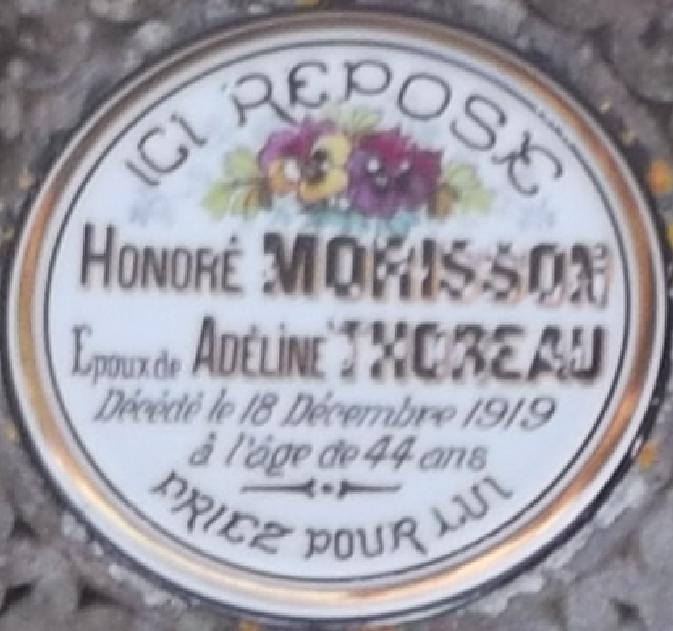 ICI REPOSE
HONORÉ MORISSON
Epoux de ADÉLINE THOREAU
Décédé le 18 Décembre 1919
à l'âge de 44 ans
PRIEZ POUR LUI